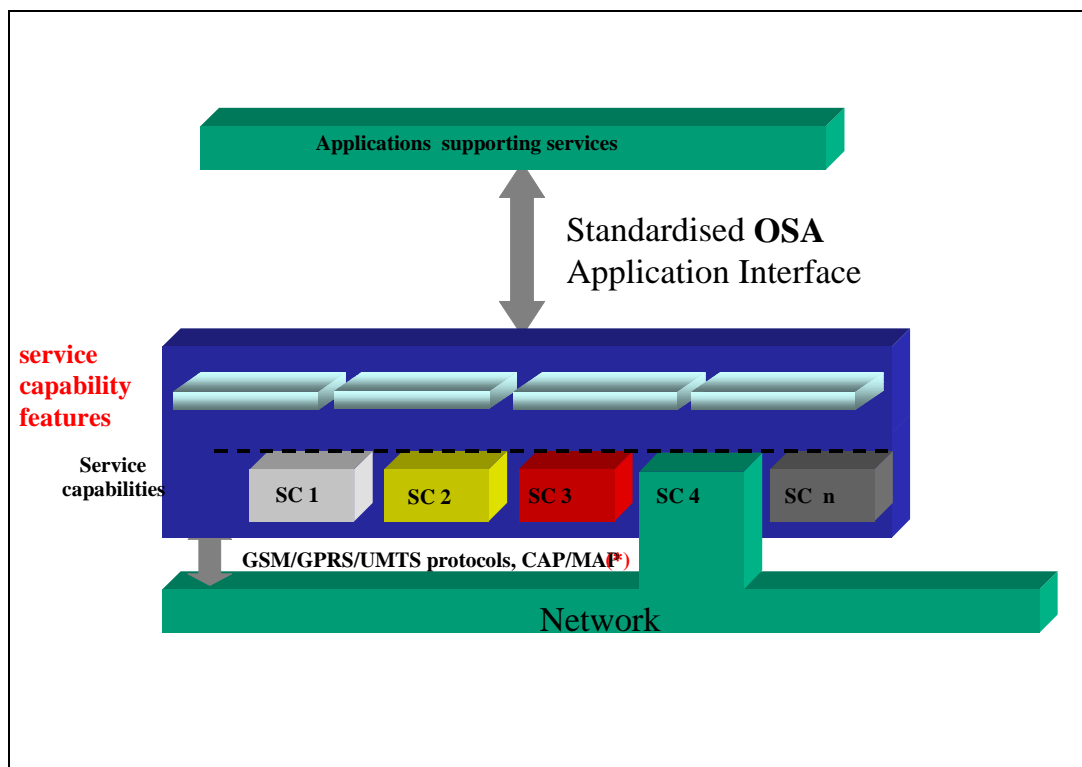 Applications supporting services
Standardised OSA
Application Interface
service
capability
features
Service
capabilities
SC 1
SC 2
SC 3
SC 4
SC n
GSM/GPRS/UMTS protocols, CAP/MAP(*)
Network